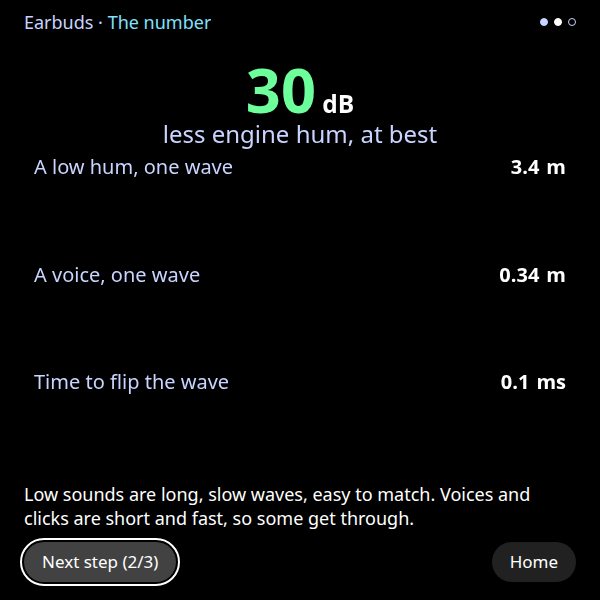 Earbuds · The number
30 dB
less engine hum, at best
A low hum, one wave 3.4 m
A voice, one wave 0.34 m
Time to flip the wave 0.1 ms
Low sounds are long, slow waves, easy to match. Voices and
clicks are short and fast, so some get through.
Next step (2/3) Home